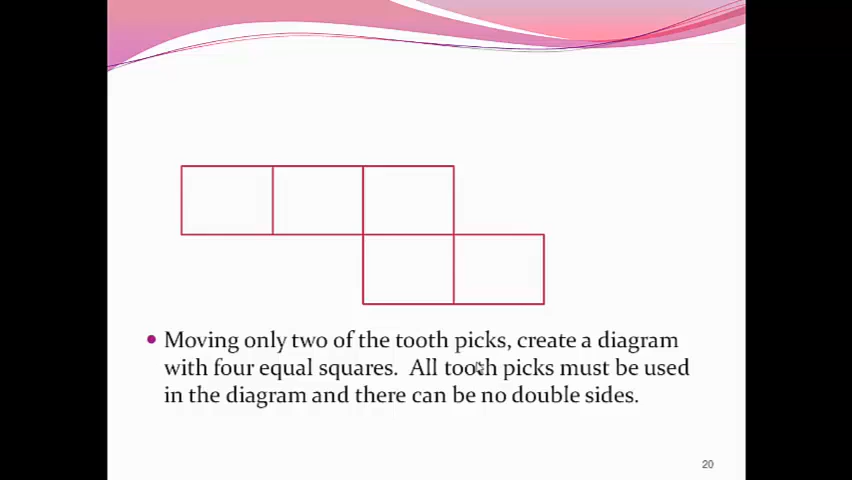 • Moving only two of the tooth picks, create a diagram
with four equal squares.  All tooth picks must be used
in the diagram and there can be no double sides.
20